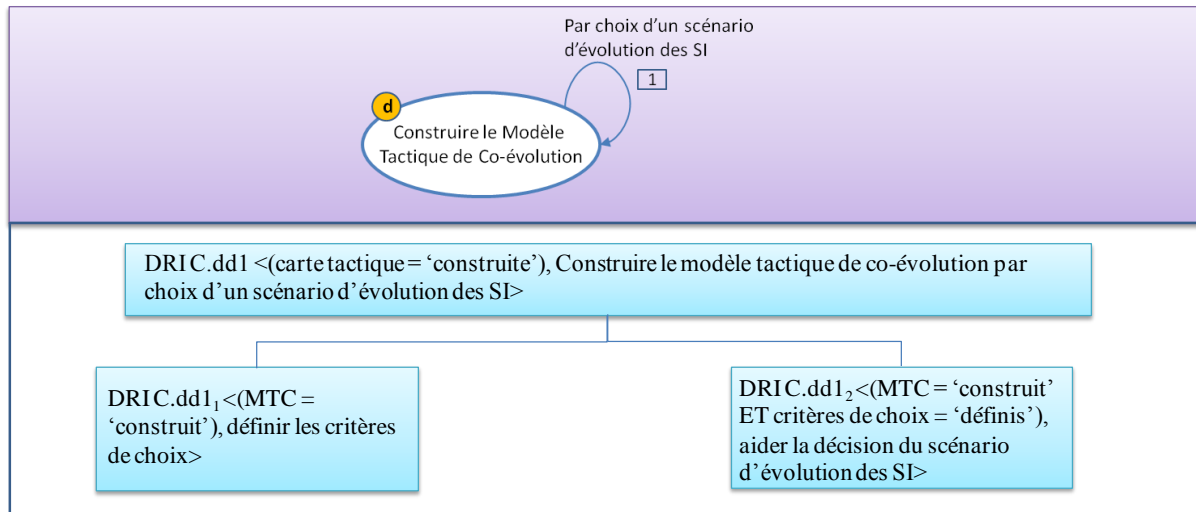 Par choix d'un scénario
d'évolution des SI
1
d
Construire le Modèle
Tactique de Co-évolution
DRIC.dd1 <(carte tactique = ‘construite’), Construire le modèle tactique de co-évolution par
choix d’un scénario d’évolution des SI>
DRIC.dd1₁ <(MTC =
‘construit’), définir les critères
de choix>
DRIC.dd1₂ <(MTC = ‘construit’
ET critères de choix = ‘définis’),
aider la décision du scénario
d’évolution des SI>